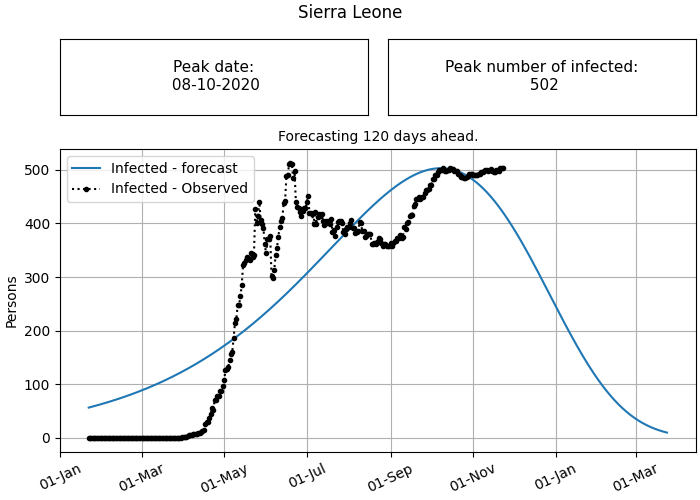 Sierra Leone
Peak date:
08-10-2020
Peak number of infected:
502
Forecasting 120 days ahead.
Infected - forecast
Infected - Observed
Persons
500
400
300
200
100
0
01-Jan
01-Mar
01-May
01-Jul
01-Sep
01-Nov
01-Jan
01-Mar